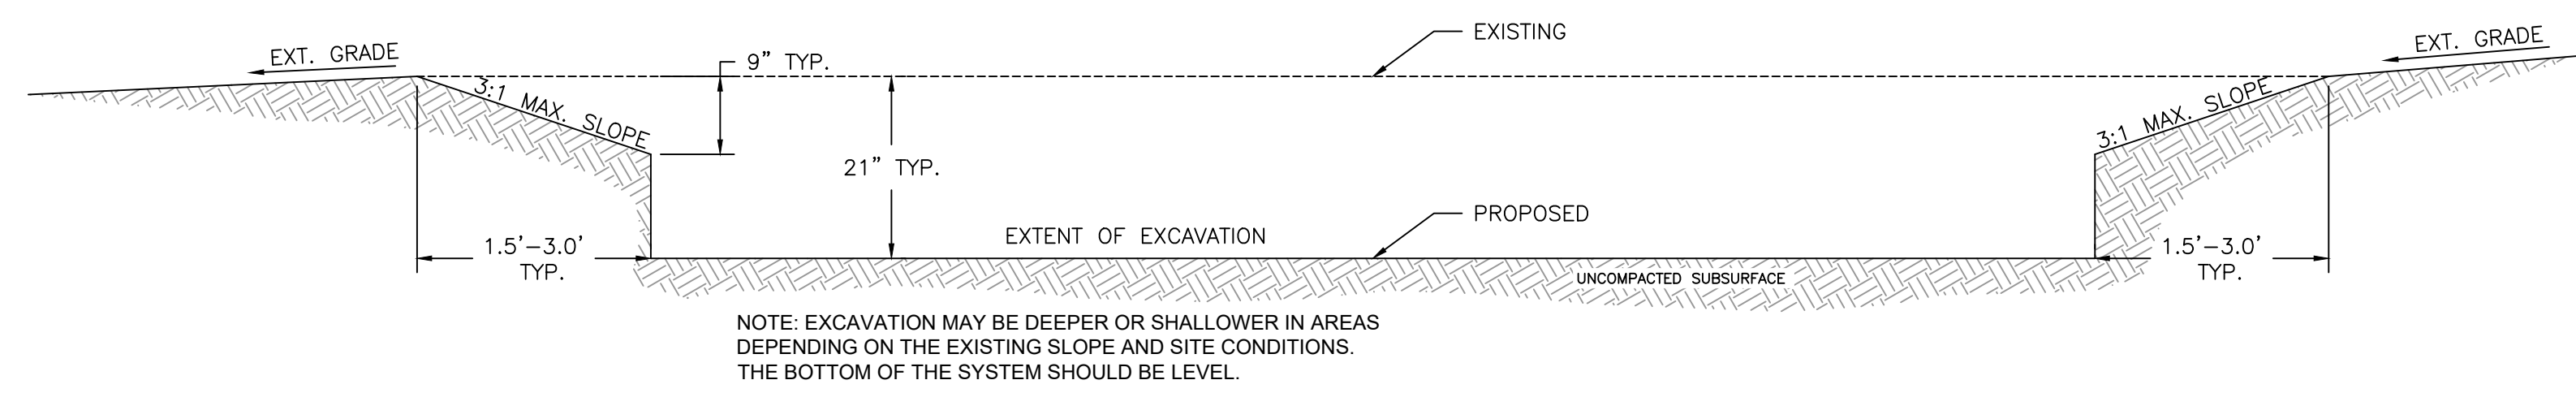 EXT. GRADE
9” TYP.
EXISTING
EXT. GRADE
3:1 MAX. SLOPE
3:1 MAX. SLOPE
21” TYP.
PROPOSED
EXTENT OF EXCAVATION
1.5’–3.0’
TYP.
1.5’–3.0’
TYP.
UNCOMPACTED SUBSURFACE
NOTE: EXCAVATION MAY BE DEEPER OR SHALLOWER IN AREAS
DEPENDING ON THE EXISTING SLOPE AND SITE CONDITIONS.
THE BOTTOM OF THE SYSTEM SHOULD BE LEVEL.